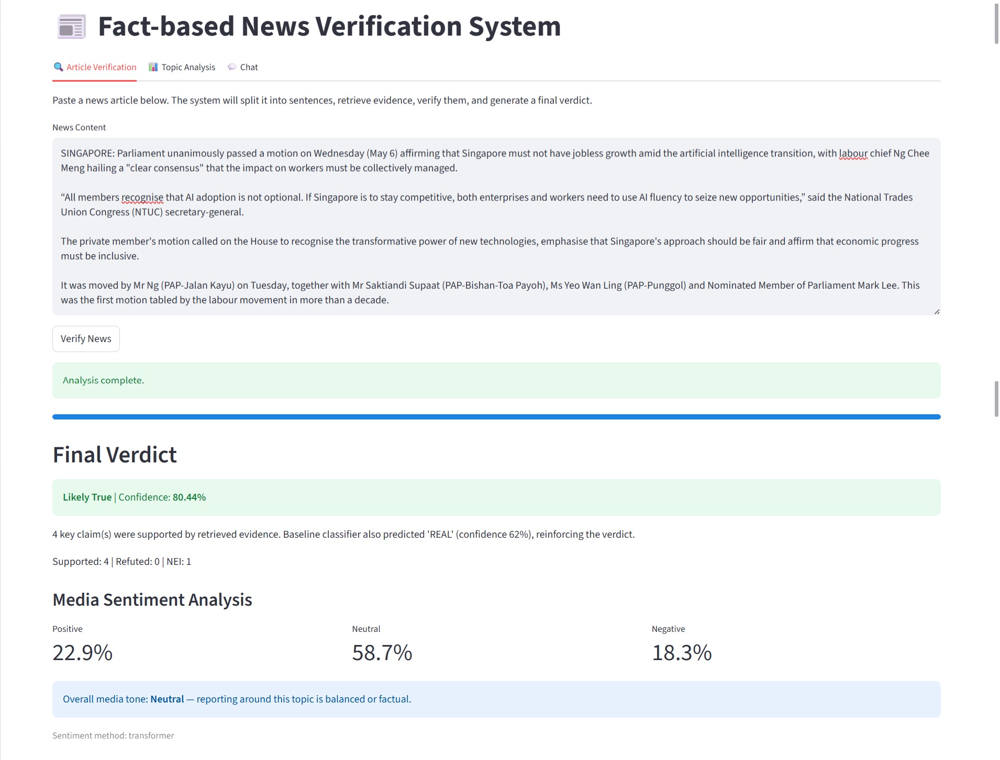 Fact-based News Verification System
Article Verification
Topic Analysis
Chat
Paste a news article below. The system will split it into sentences, retrieve evidence, verify them, and generate a final verdict.
News Content
SINGAPORE: Parliament unanimously passed a motion on Wednesday (May 6) affirming that Singapore must not have jobless growth amid the artificial intelligence transition, with labour chief Ng Chee
Meng hailing a "clear consensus" that the impact on workers must be collectively managed.
“All members recognise that AI adoption is not optional. If Singapore is to stay competitive, both enterprises and workers need to use AI fluency to seize new opportunities,” said the National Trades
Union Congress (NTUC) secretary-general.
The private member's motion called on the House to recognise the transformative power of new technologies, emphasise that Singapore's approach should be fair and affirm that economic progress
must be inclusive.
It was moved by Mr Ng (PAP-Jalan Kayu) on Tuesday, together with Mr Saktiandi Supaat (PAP-Bishan-Toa Payoh), Ms Yeo Wan Ling (PAP-Punggol) and Nominated Member of Parliament Mark Lee. This
was the first motion tabled by the labour movement in more than a decade.
Verify News
Analysis complete.
Final Verdict
Likely True | Confidence: 80.44%
4 key claim(s) were supported by retrieved evidence. Baseline classifier also predicted 'REAL' (confidence 62%), reinforcing the verdict.
Supported: 4 | Refuted: 0 | NEI: 1
Media Sentiment Analysis
Positive
22.9%
Neutral
58.7%
Negative
18.3%
Overall media tone: Neutral — reporting around this topic is balanced or factual.
Sentiment method: transformer